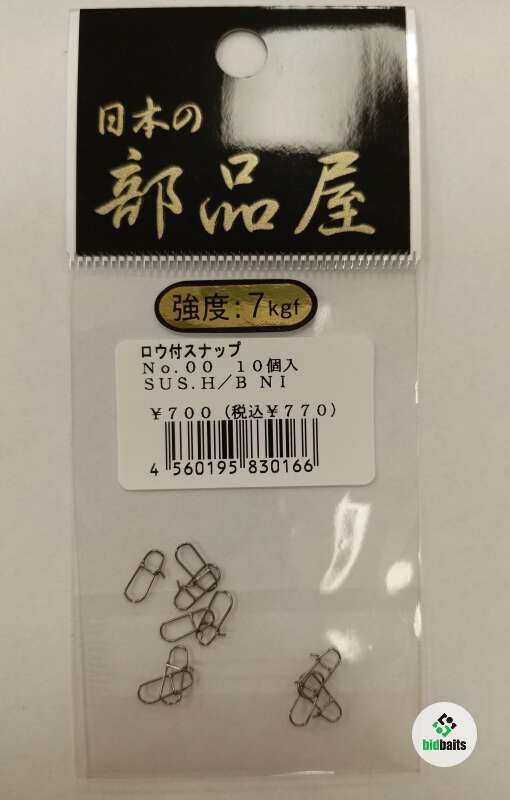 日本の
部品屋
強度:7kgf
ロウ付スナップ
No.00 10個入
SUS.H/B NI
¥700(税込¥770)
4 560195 830166
bidbaits